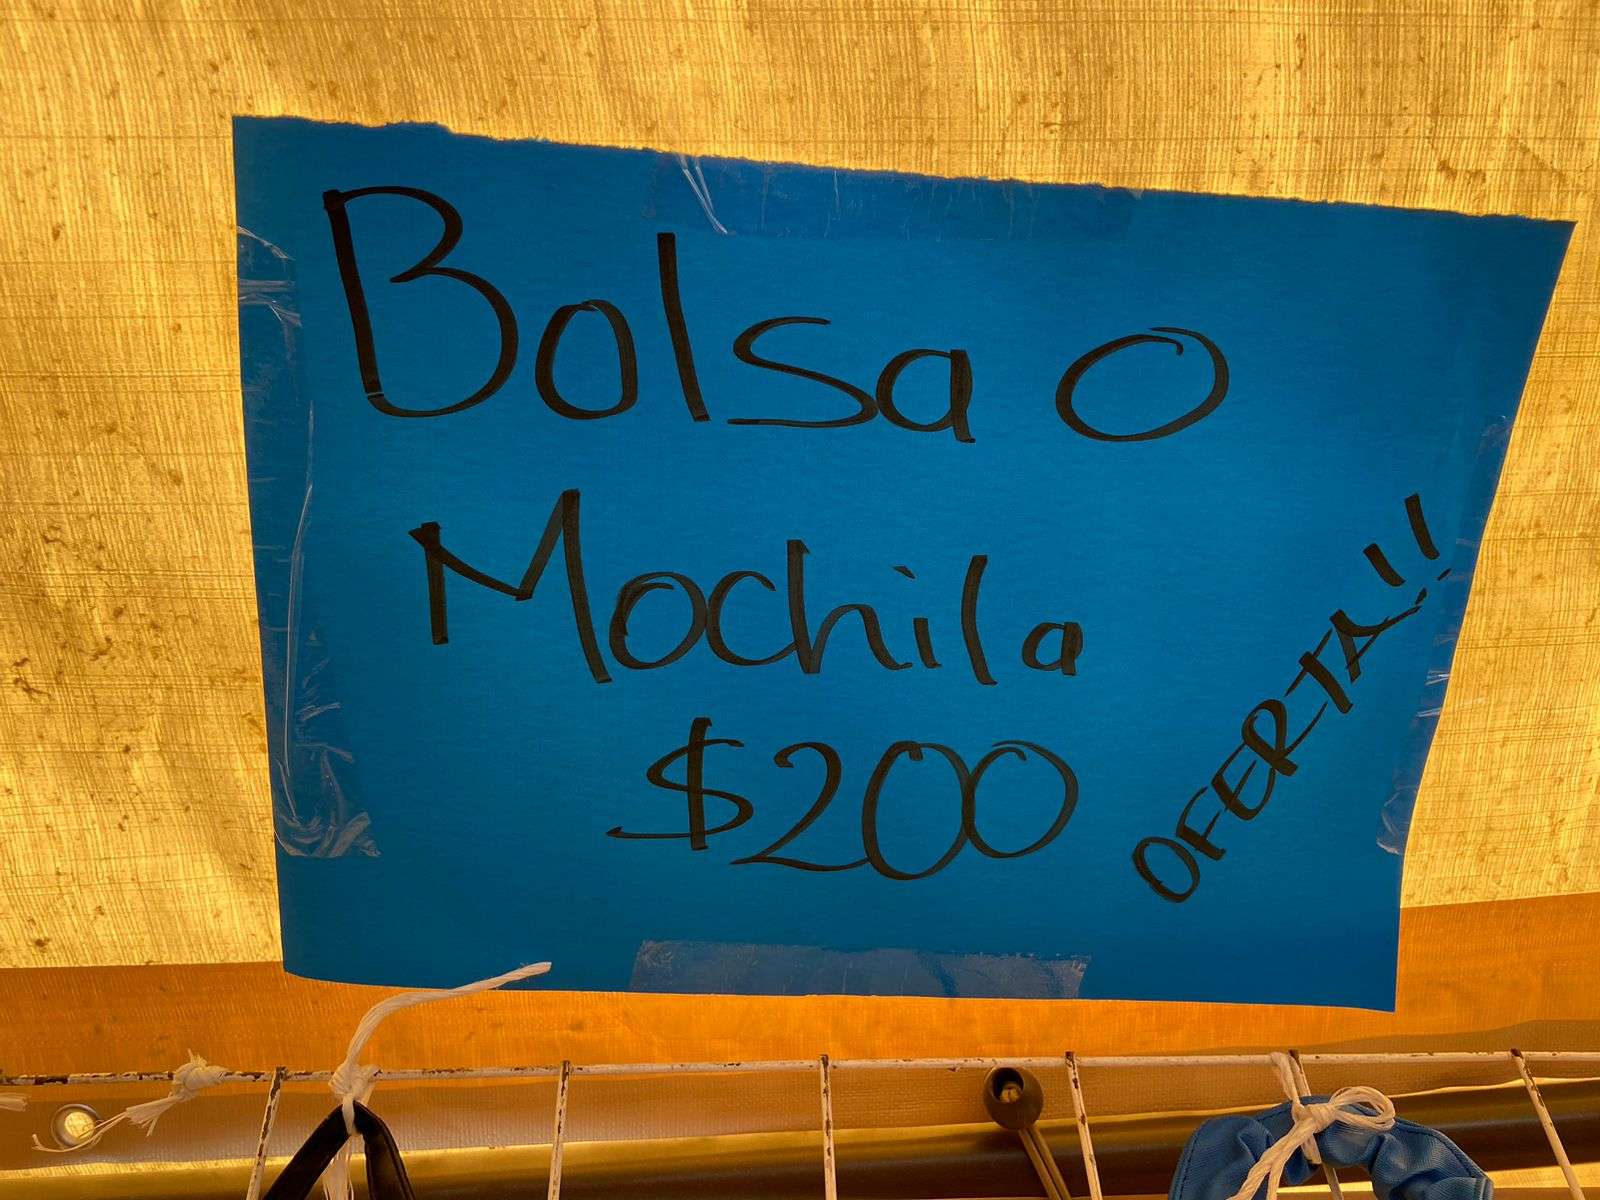 Bolsa o
Mochila
$200
OFERTA!!